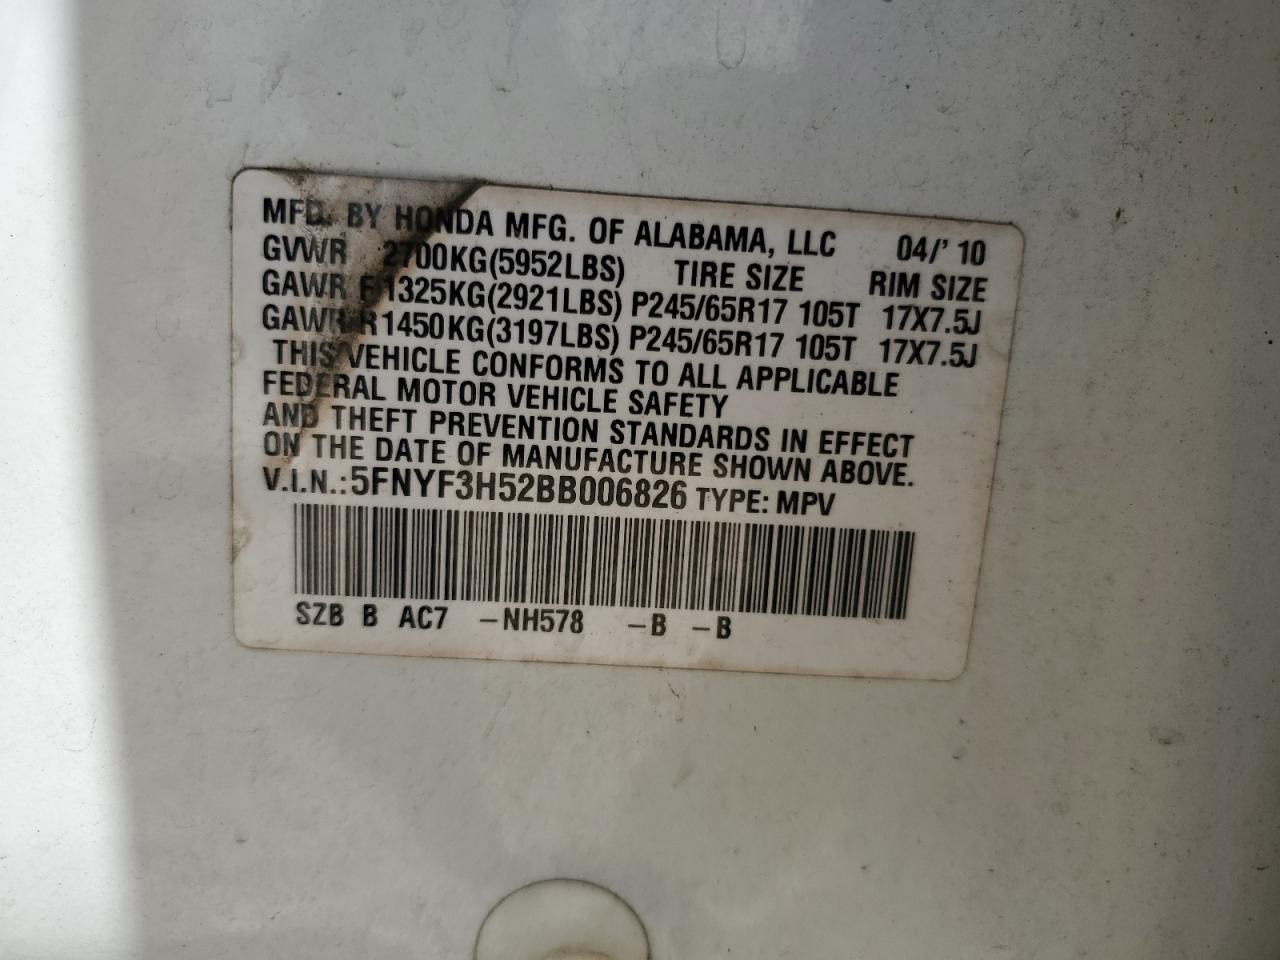 MFD. BY HONDA MFG. OF ALABAMA, LLC 04/' 10
GVWR 2700KG(5952LBS) TIRE SIZE RIM SIZE
GAWR F 1325KG(2921LBS) P245/65R17 105T 17X7.5J
GAWR R 1450KG(3197LBS) P245/65R17 105T 17X7.5J
THIS VEHICLE CONFORMS TO ALL APPLICABLE
FEDERAL MOTOR VEHICLE SAFETY
AND THEFT PREVENTION STANDARDS IN EFFECT
ON THE DATE OF MANUFACTURE SHOWN ABOVE.
V.I.N.:5FNYF3H52BB006826 TYPE: MPV
SZB B AC7 -NH578 -B -B